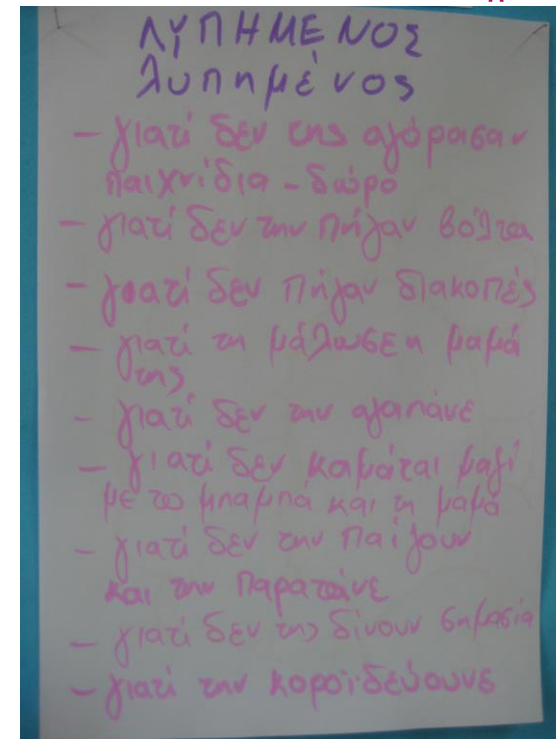 ΛΥΠΗΜΕΝΟΣ
λυπημένος
- γιατί δεν της αγόρασαν
παιχνίδια - δώρο
- γιατί δεν την πήγαν βόλτα
- γιατί δεν πήγαν διακοπές
- γιατί τη μάλωσε η μαμά
της
- γιατί δεν την αγαπάνε
- γιατί δεν κοιμάται μαζί
με το μπαμπά και τη μαμά
- γιατί δεν την παίζουν
και την παρατάνε
- γιατί δεν της δίνουν σημασία
- γιατί την κοροϊδεύουνε